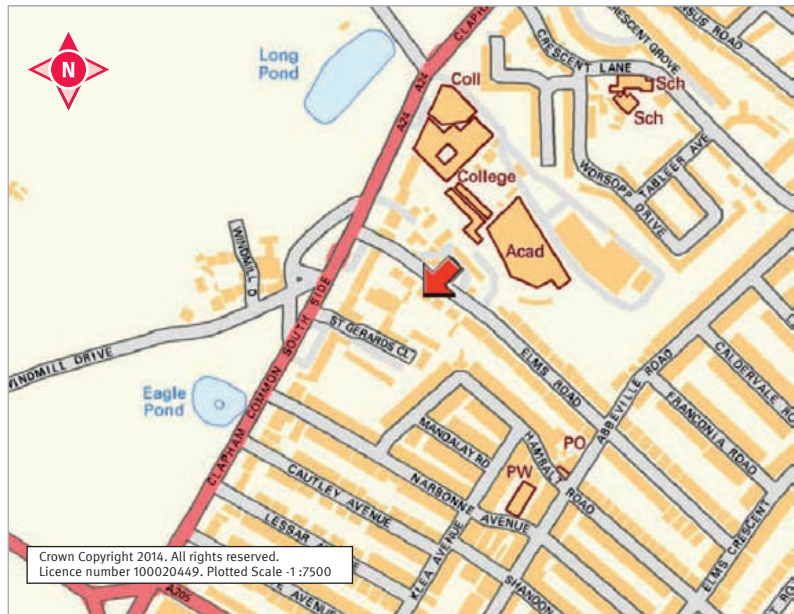 N
Long
Pond
A24
A24
CLAPHAM
Coll
College
Acad
CRESCENT LANE
CRESCENT GROVE
Sch
Sch
WORSOPP DRIVE
TABLEER AVE
WINDMILL D
WINDMILL DRIVE
CLAPHAM COMMON SOUTH SIDE
ST GERARDS CL
ELMS ROAD
Eagle
Pond
ABBEVILLE ROAD
CALDERVALE RO
FRANCONIA ROAD
MANDALAY RD
HAMBALT ROAD
PO
PW
NARBONNE AVENUE
CAUTLEY AVENUE
LESSAR
KLEA AVENUE
ELMS CRESCENT
SHANDON
AVENUE
A205
Crown Copyright 2014. All rights reserved.
Licence number 100020449. Plotted Scale -1 :7500